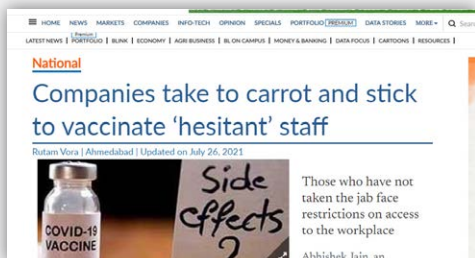 HOME NEWS MARKETS COMPANIES INFO-TECH OPINION SPECIALS PORTFOLIO PREMIUM DATA STORIES MORE
Premium
LATEST NEWS | PORTFOLIO | BLINK | ECONOMY | AGRI BUSINESS | BL ON CAMPUS | MONEY & BANKING | DATA FOCUS | CARTOONS | RESOURCES |
National
Companies take to carrot and stick
to vaccinate ‘hesitant’ staff
Rutam Vora | Ahmedabad | Updated on July 26, 2021
Side
effects
?
COVID-19
VACCINE
Those who have not
taken the jab face
restrictions on access
to the workplace
Abhishek Jain, an